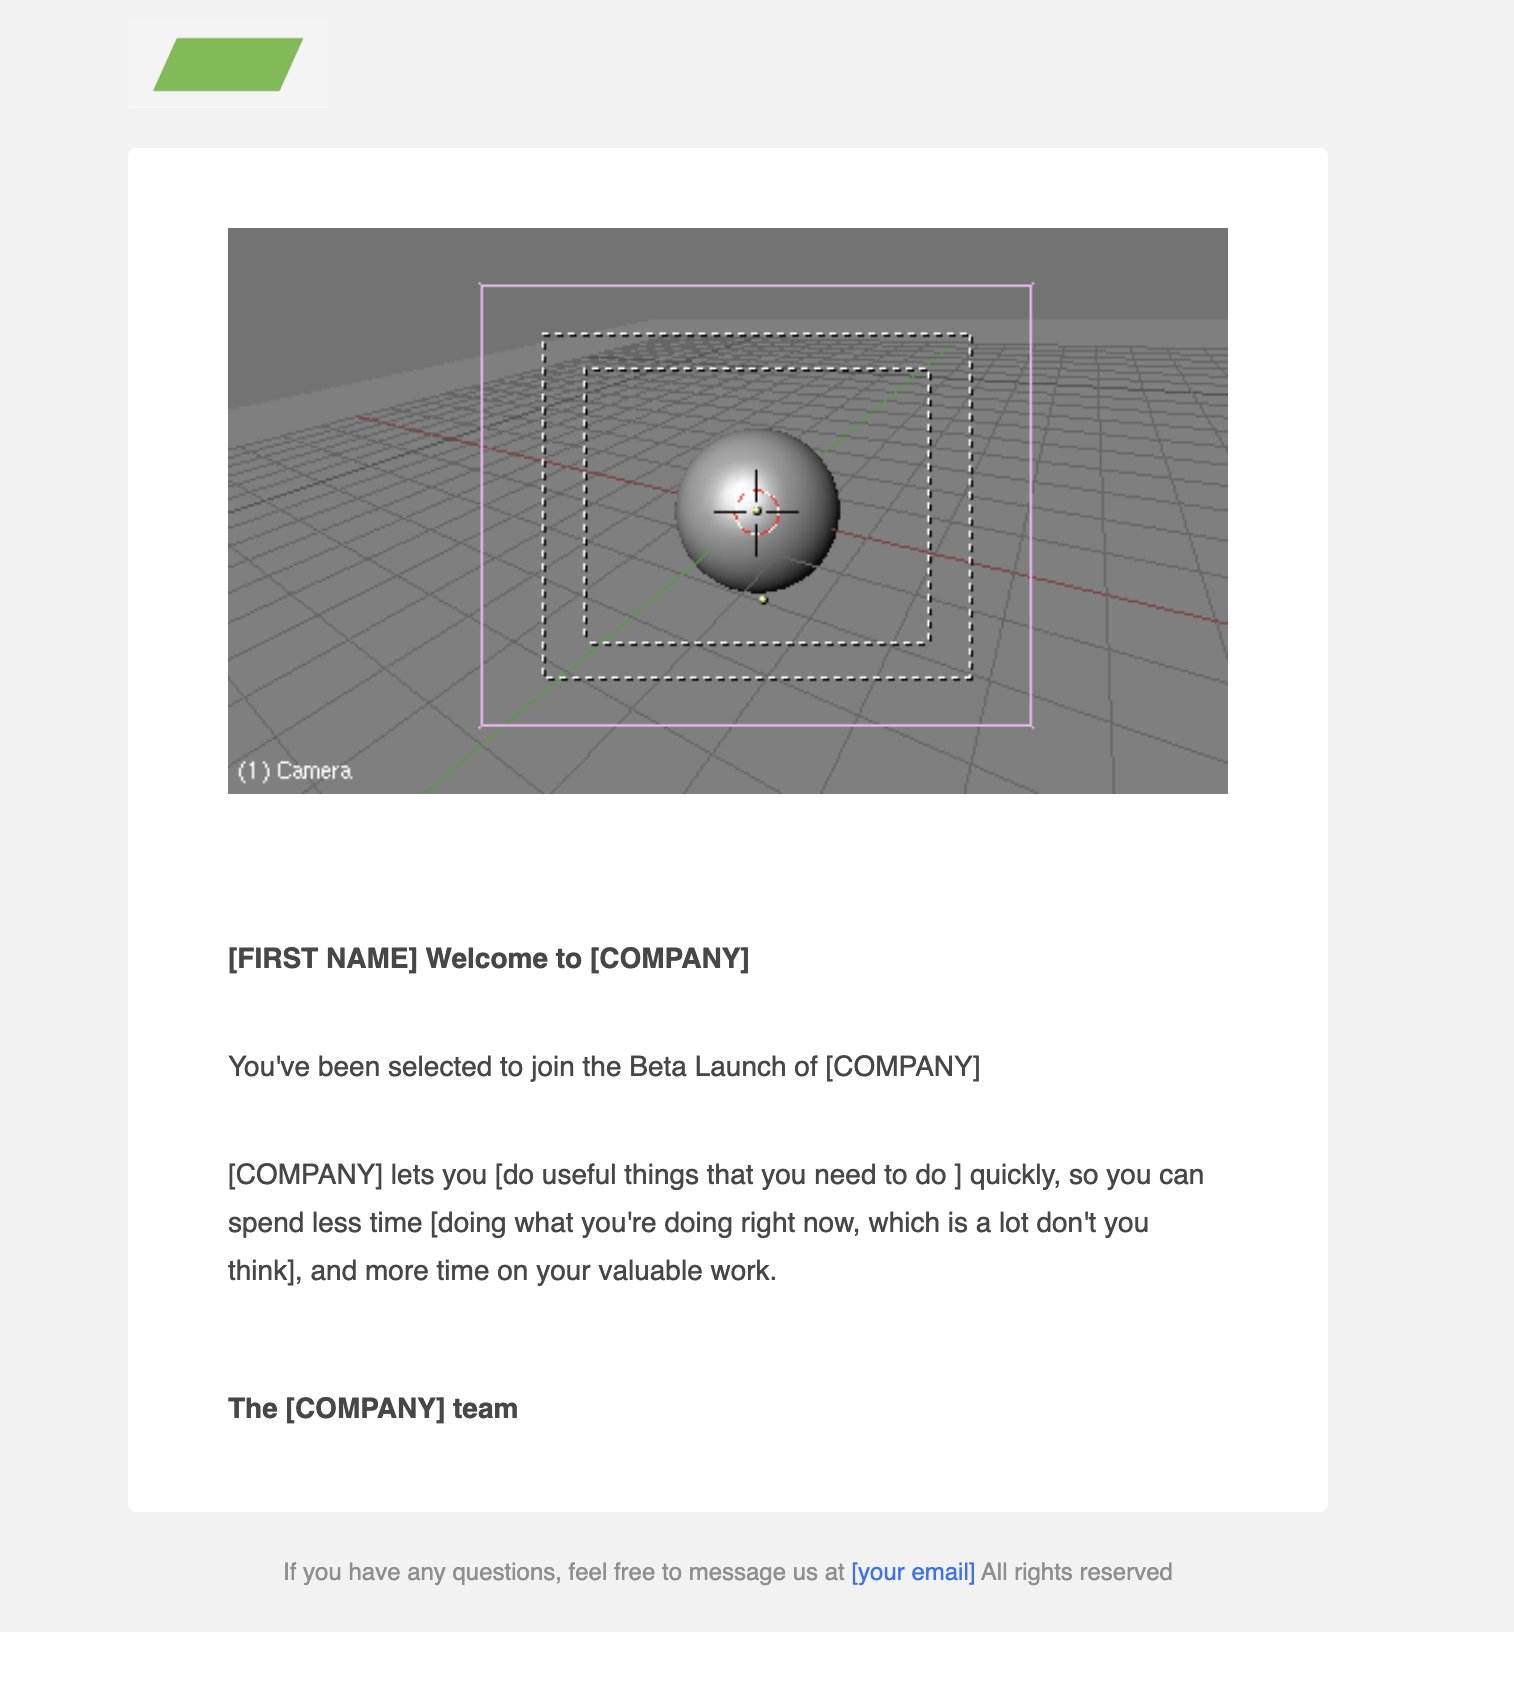 (1) Camera
[FIRST NAME] Welcome to [COMPANY]
You've been selected to join the Beta Launch of [COMPANY]
[COMPANY] lets you [do useful things that you need to do ] quickly, so you can
spend less time [doing what you're doing right now, which is a lot don't you
think], and more time on your valuable work.
The [COMPANY] team
If you have any questions, feel free to message us at [your email] All rights reserved